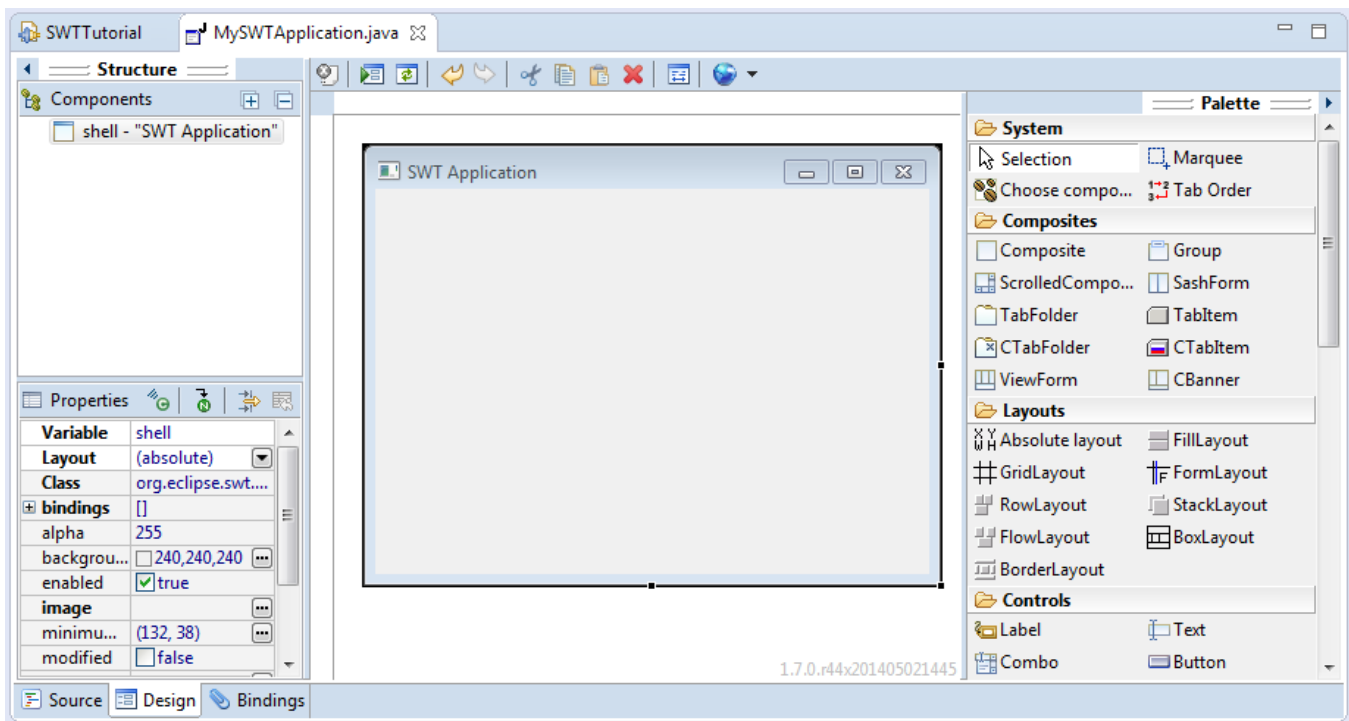 SWTTutorial MySWTApplication.java
Structure
Components
shell - "SWT Application"
Properties
Variable shell
Layout (absolute)
Class org.eclipse.swt....
bindings []
alpha 255
backgrou... 240,240,240
enabled true
image
minimu... (132, 38)
modified false
SWT Application
1.7.0.r44x201405021445
Palette
System
Selection Marquee
Choose compo... Tab Order
Composites
Composite Group
ScrolledCompo... SashForm
TabFolder TabItem
CTabFolder CTabItem
ViewForm CBanner
Layouts
Absolute layout FillLayout
GridLayout FormLayout
RowLayout StackLayout
FlowLayout BoxLayout
BorderLayout
Controls
Label Text
Combo Button
Source Design Bindings